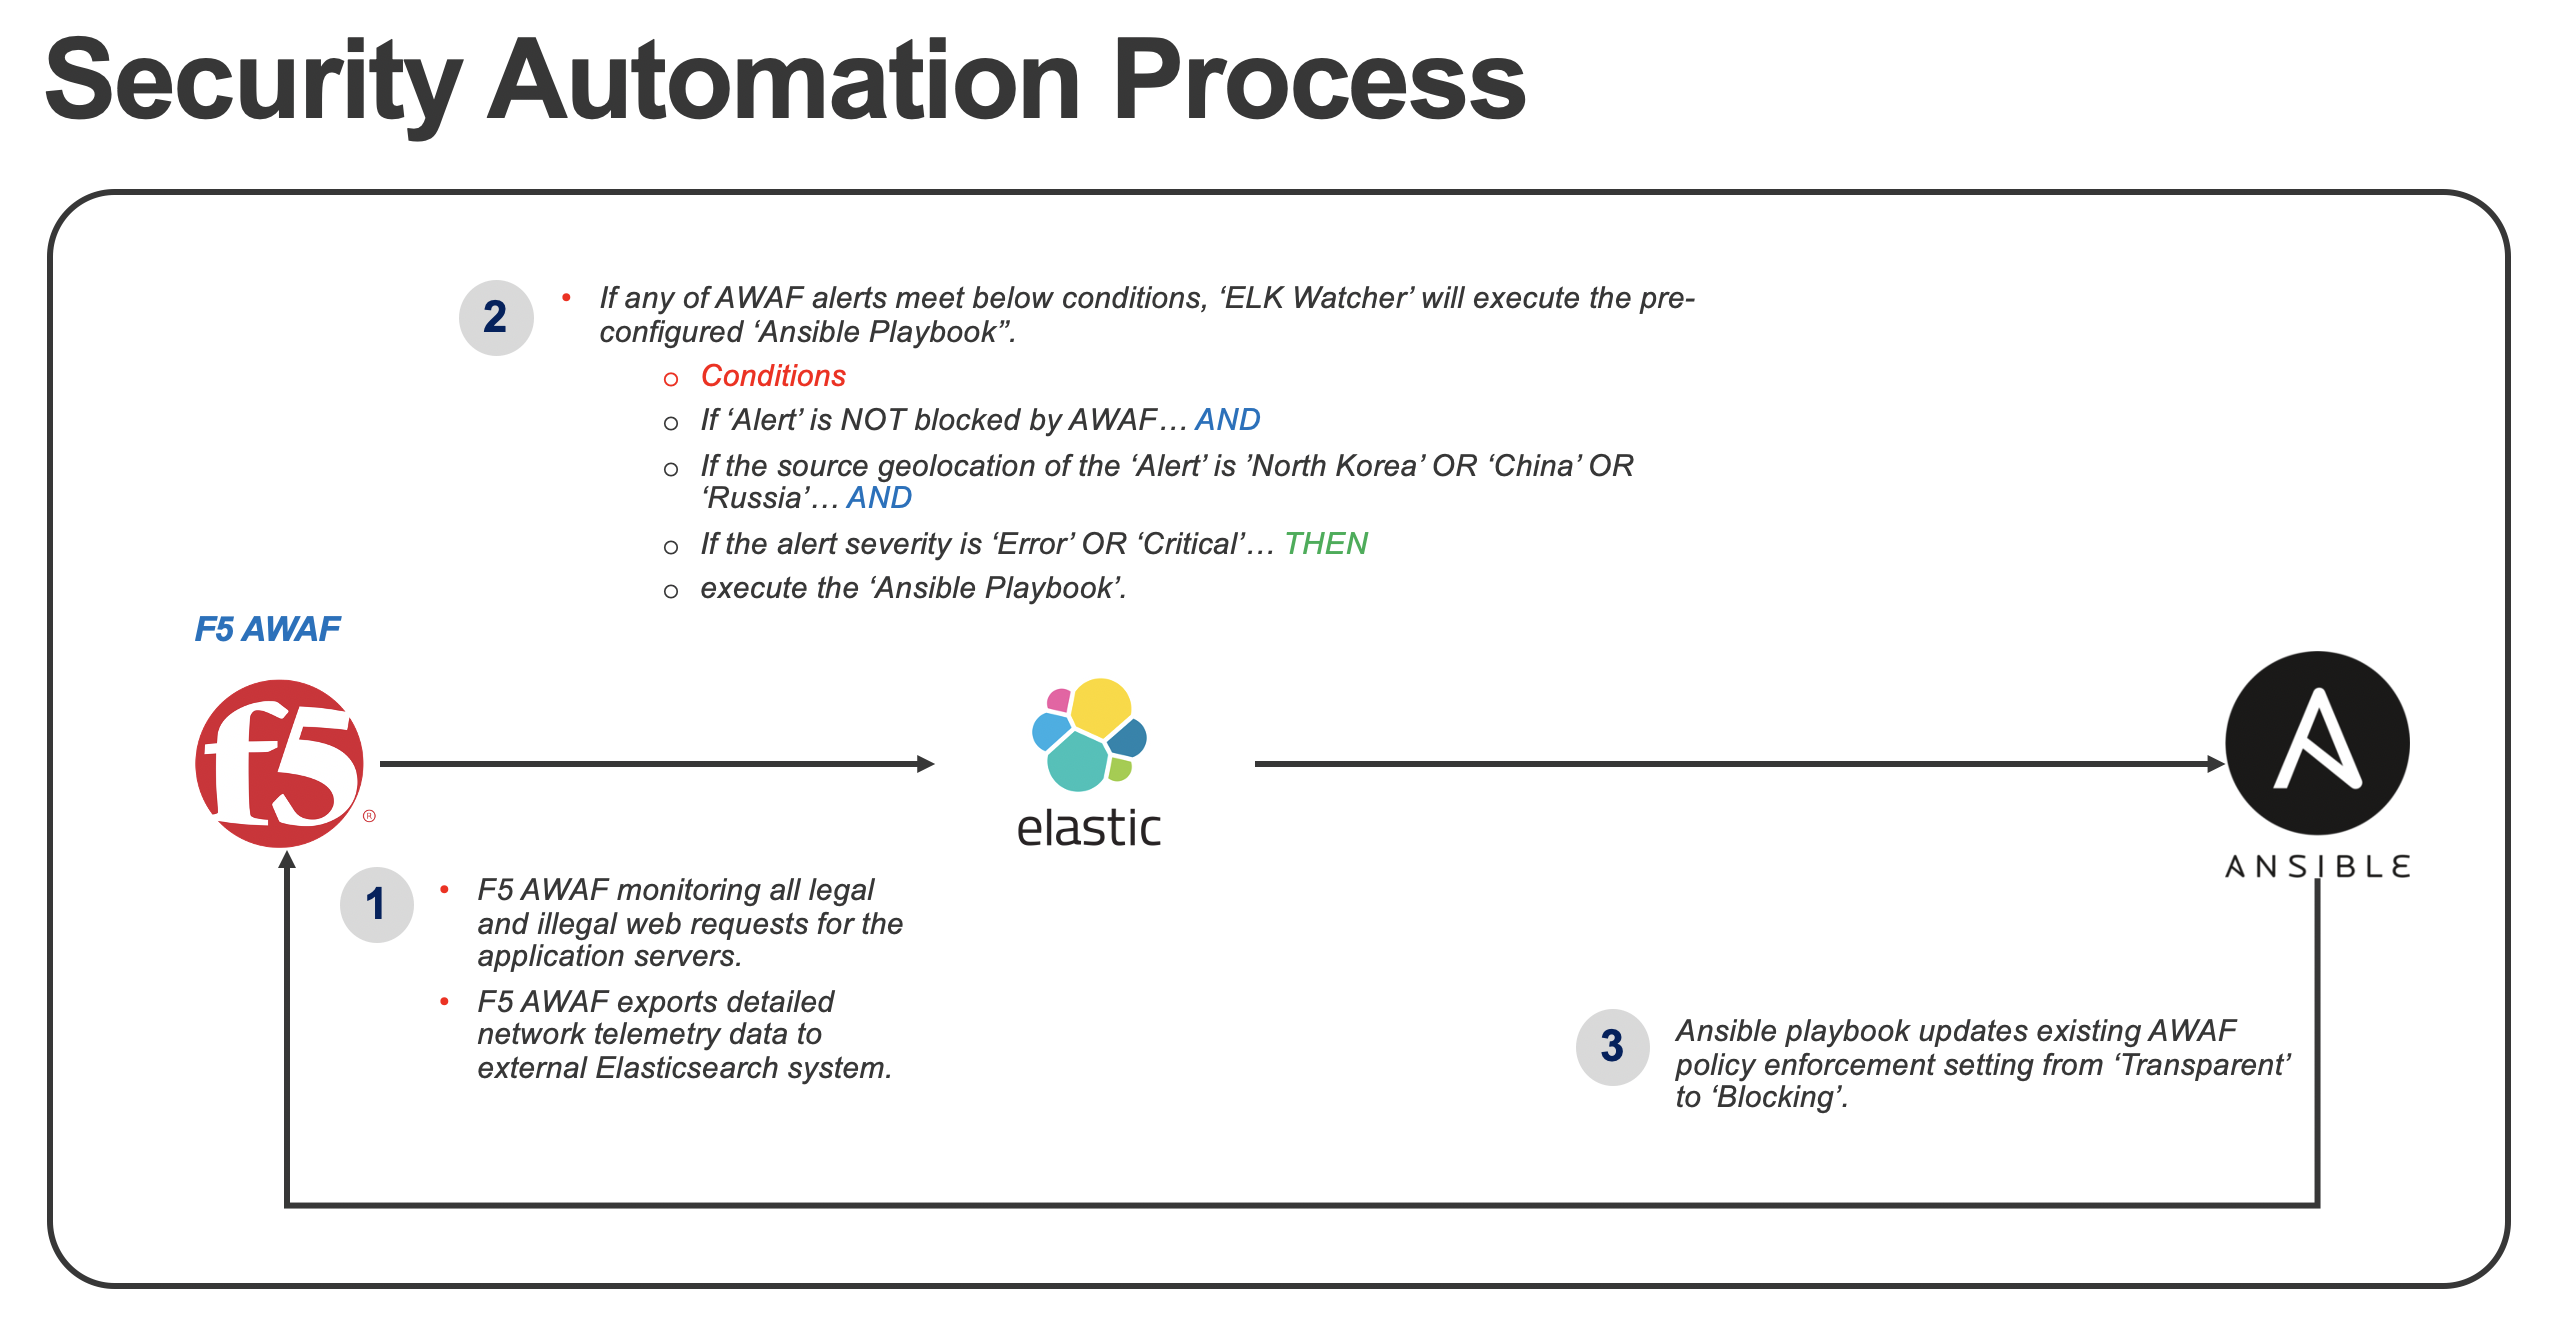 Security Automation Process
2
• If any of AWAF alerts meet below conditions, ‘ELK Watcher’ will execute the pre-
configured ‘Ansible Playbook”.
o Conditions
o If ‘Alert’ is NOT blocked by AWAF… AND
o If the source geolocation of the ‘Alert’ is ’North Korea’ OR ‘China’ OR
‘Russia’… AND
o If the alert severity is ‘Error’ OR ‘Critical’… THEN
o execute the ‘Ansible Playbook’.
F5 AWAF
f5®
elastic
ANSIBLE
1
• F5 AWAF monitoring all legal
and illegal web requests for the
application servers.
• F5 AWAF exports detailed
network telemetry data to
external Elasticsearch system.
3
Ansible playbook updates existing AWAF
policy enforcement setting from ‘Transparent’
to ‘Blocking’.